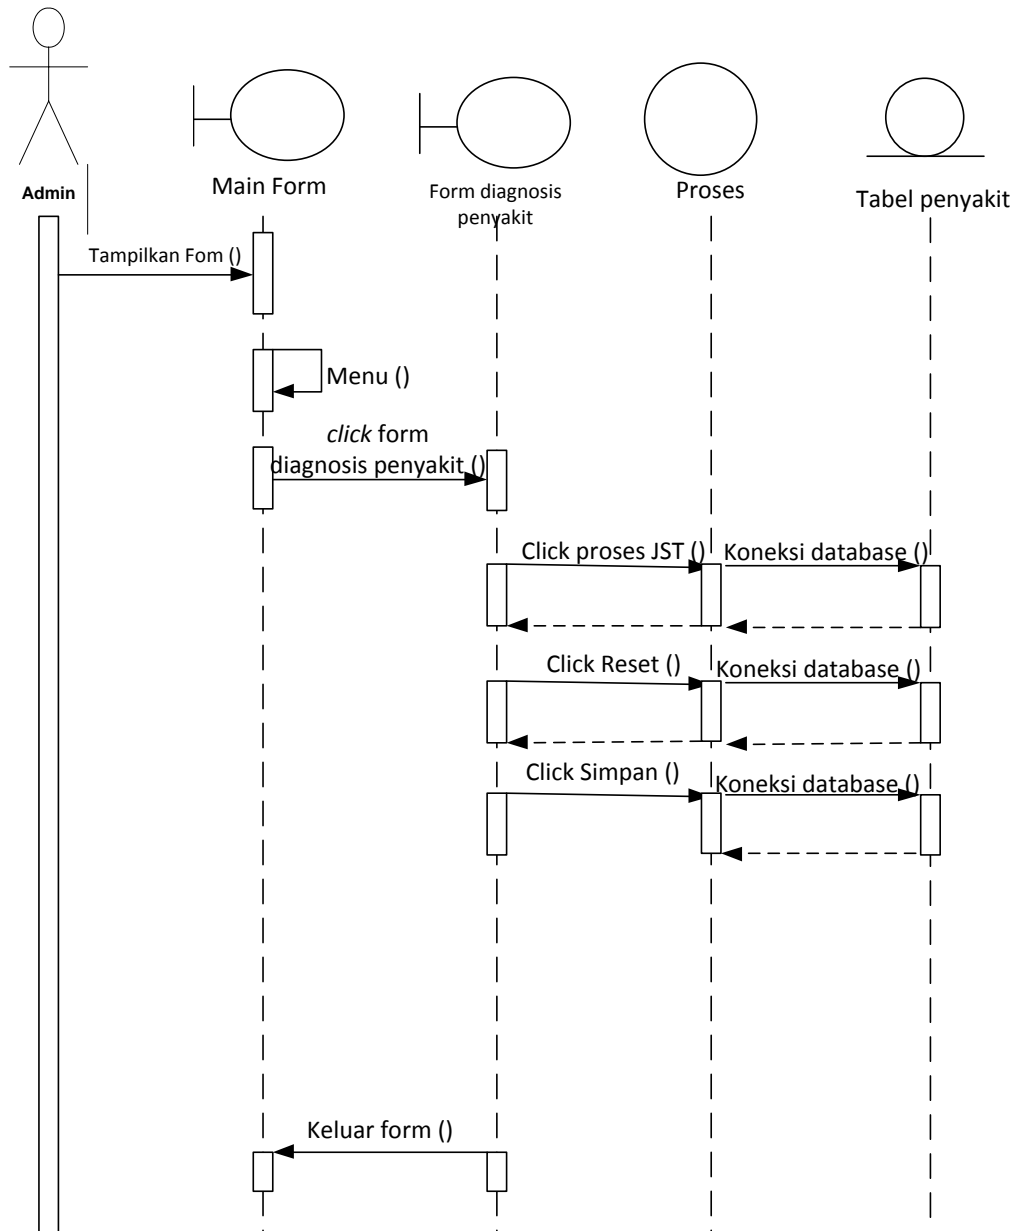 Admin
Main Form
Form diagnosis
penyakit
Proses
Tabel penyakit
Tampilkan Fom ()
Menu ()
click form
diagnosis penyakit ()
Click proses JST ()
Koneksi database ()
Click Reset ()
Koneksi database ()
Click Simpan ()
Koneksi database ()
Keluar form ()